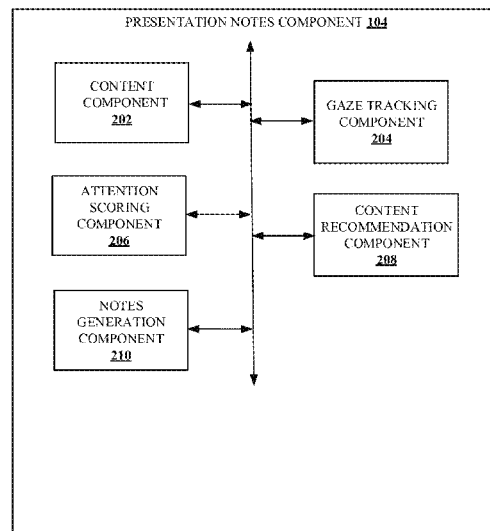 PRESENTATION NOTES COMPONENT 104
CONTENT
COMPONENT
202
GAZE TRACKING
COMPONENT
204
ATTENTION
SCORING
COMPONENT
206
CONTENT
RECOMMENDATION
COMPONENT
208
NOTES
GENERATION
COMPONENT
210